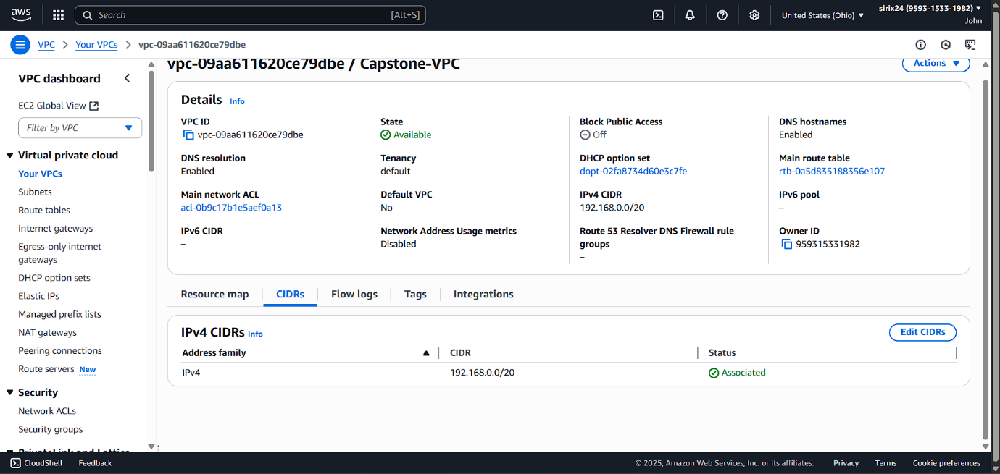 aws
Search [Alt+S]
United States (Ohio) ▼
sirix24 (9593-1533-1982) ▼
John
VPC > Your VPCs > vpc-09aa611620ce79dbe
VPC dashboard
EC2 Global View
Filter by VPC
Virtual private cloud
Your VPCs
Subnets
Route tables
Internet gateways
Egress-only internet
gateways
DHCP option sets
Elastic IPs
Managed prefix lists
NAT gateways
Peering connections
Route servers New
Security
Network ACLs
Security groups
PrivateLink and Lattice
vpc-09aa611620ce79dbe / Capstone-VPC
Actions ▼
Details Info
VPC ID
vpc-09aa611620ce79dbe
State
Available
Block Public Access
Off
DNS hostnames
Enabled
DNS resolution
Enabled
Tenancy
default
DHCP option set
dopt-02fa8734d60e3c7fe
Main route table
rtb-0a5d835188356e107
Main network ACL
acl-0b9c17b1e5aef0a13
Default VPC
No
IPv4 CIDR
192.168.0.0/20
IPv6 pool
–
IPv6 CIDR
–
Network Address Usage metrics
Disabled
Route 53 Resolver DNS Firewall rule
groups
–
Owner ID
959315331982
Resource map CIDRs Flow logs Tags Integrations
IPv4 CIDRs Info
Edit CIDRs
Address family CIDR Status
IPv4 192.168.0.0/20 Associated
CloudShell Feedback © 2025, Amazon Web Services, Inc. or its affiliates. Privacy Terms Cookie preferences